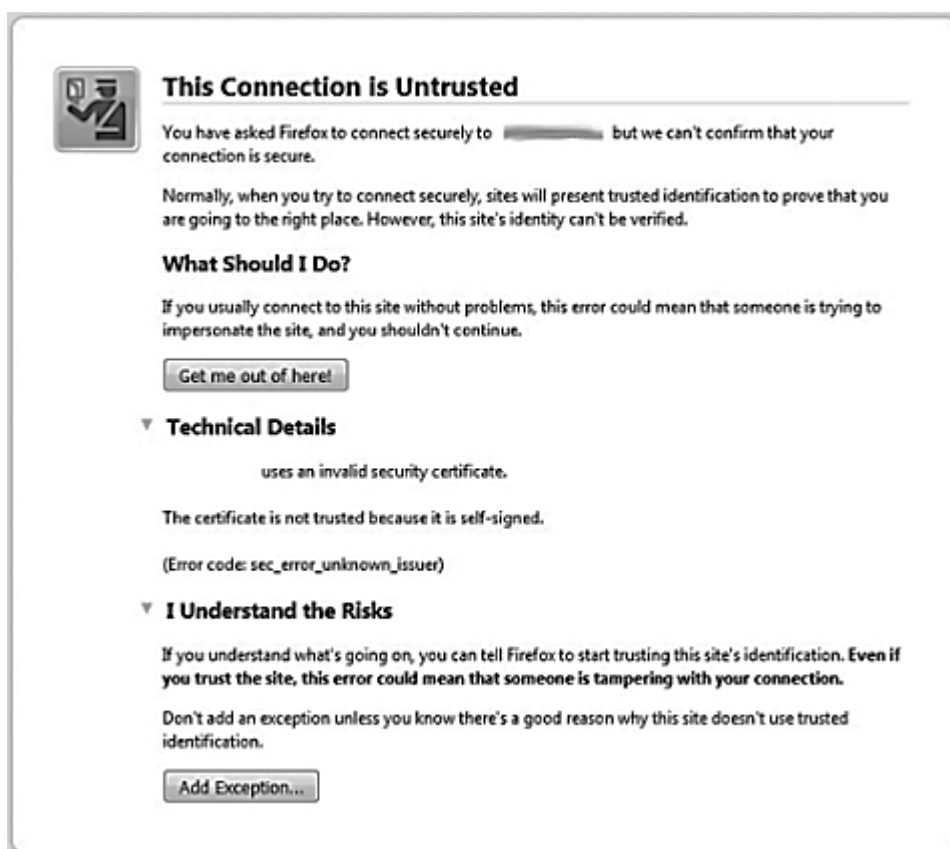 This Connection is Untrusted
You have asked Firefox to connect securely to but we can't confirm that your
connection is secure.
Normally, when you try to connect securely, sites will present trusted identification to prove that you
are going to the right place. However, this site's identity can't be verified.
What Should I Do?
If you usually connect to this site without problems, this error could mean that someone is trying to
impersonate the site, and you shouldn't continue.
Get me out of here!
Technical Details
uses an invalid security certificate.
The certificate is not trusted because it is self-signed.
(Error code: sec_error_unknown_issuer)
I Understand the Risks
If you understand what's going on, you can tell Firefox to start trusting this site's identification. Even if
you trust the site, this error could mean that someone is tampering with your connection.
Don't add an exception unless you know there's a good reason why this site doesn't use trusted
identification.
Add Exception...